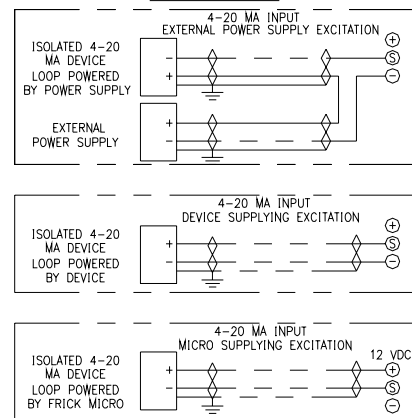 4-20 MA INPUT
EXTERNAL POWER SUPPLY EXCITATION
ISOLATED 4-20
MA DEVICE
LOOP POWERED
BY POWER SUPPLY
-
+
+
S
-
EXTERNAL
POWER SUPPLY
+
-
4-20 MA INPUT
DEVICE SUPPLYING EXCITATION
ISOLATED 4-20
MA DEVICE
LOOP POWERED
BY DEVICE
+
-
+
S
-
4-20 MA INPUT
MICRO SUPPLYING EXCITATION
12 VDC
ISOLATED 4-20
MA DEVICE
LOOP POWERED
BY FRICK MICRO
+
-
+
S
-